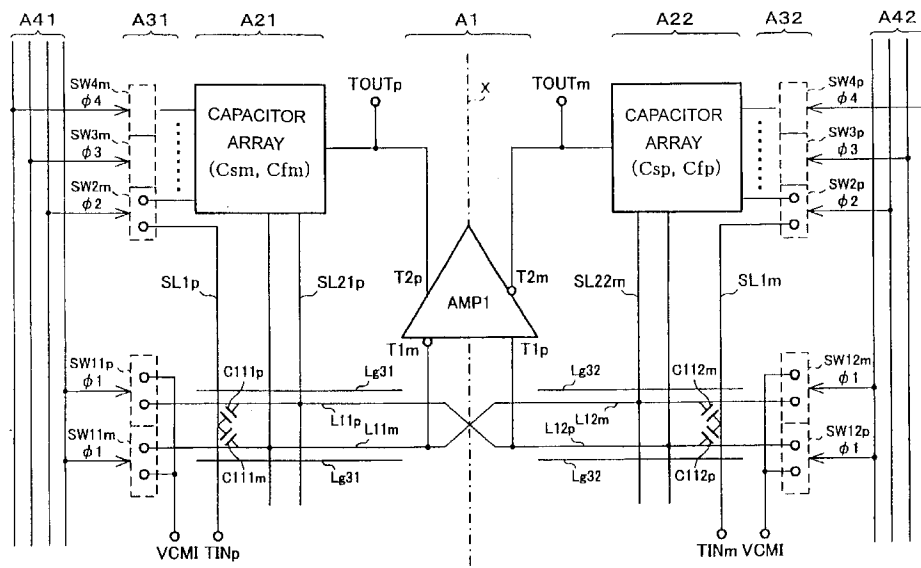 A41
A31
A21
A1
A22
A32
A42
SW4m
φ4
SW3m
φ3
SW2m
φ2
CAPACITOR
ARRAY
(Csm, Cfm)
TOUTp
X
TOUTm
CAPACITOR
ARRAY
(Csp, Cfp)
SW4p
φ4
SW3p
φ3
SW2p
φ2
SL1p
SL21p
T2p
T2m
AMP1
T1m
T1p
SL22m
SL1m
SW11p
φ1
SW11m
φ1
C111p
Lg31
L11p
L11m
C111m
Lg31
Lg32
C112m
L12m
L12p
Lg32
C112p
SW12m
φ1
SW12p
φ1
VCMI
TINp
TINm
VCMI